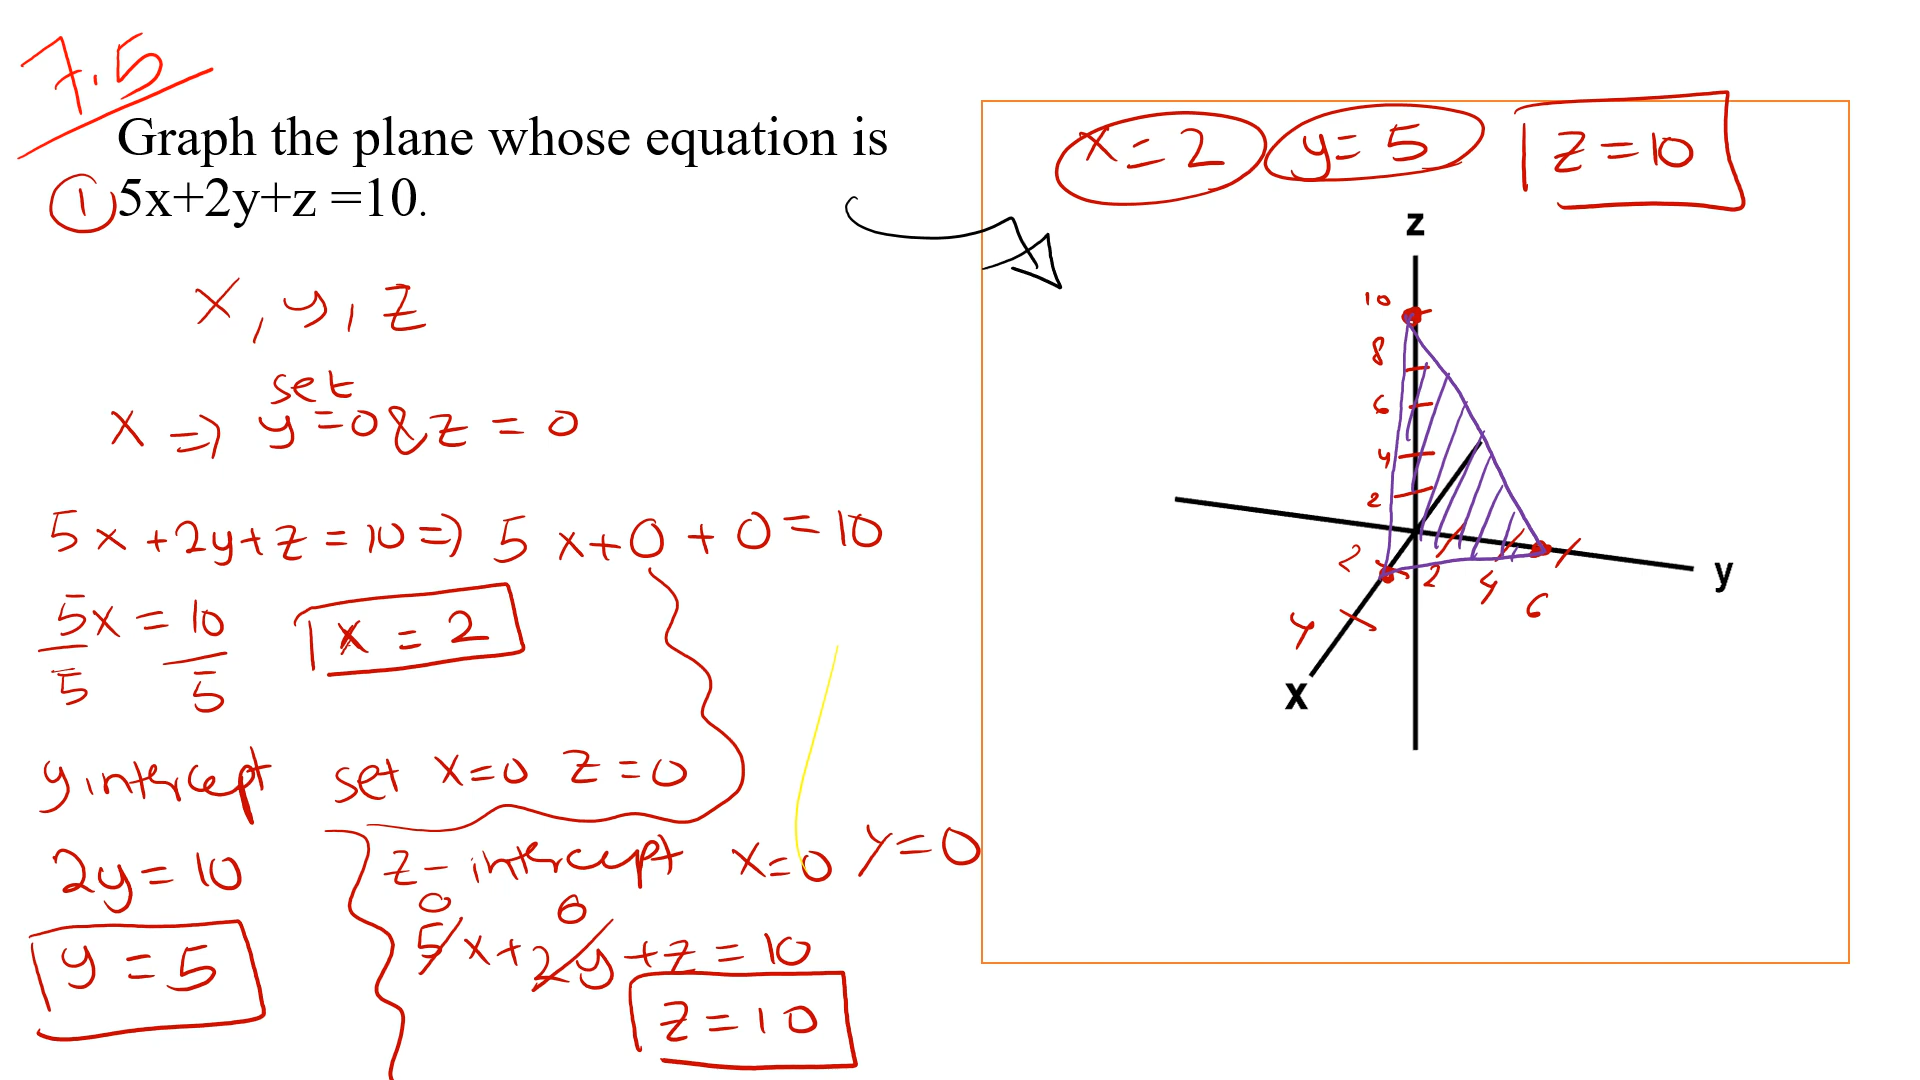 7.5
Graph the plane whose equation is
① 5x+2y+z =10.
x, y, z
set
x ⇒ y=0 & z = 0
5x+2y+z=10 ⇒ 5x+0+0=10
5x = 10
5 5
x = 2
y intercept set x=0 z=0
2y=10
y = 5
z-intercept x=0 y=0
0 0
5x+2y+z=10
z=10
x=2 y=5 z=10
z
10
8
6
4
2
2 2 4 6
4
y
x